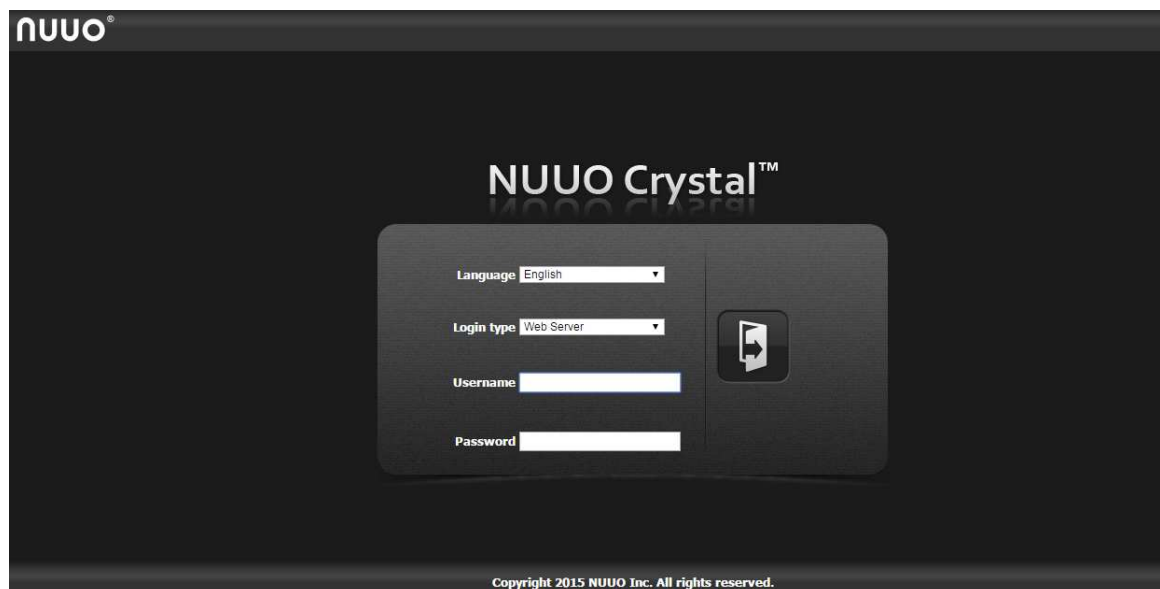 nuuo®
NUUO Crystal™
Language English
Login type Web Server
Username
Password
Copyright 2015 NUUO Inc. All rights reserved.